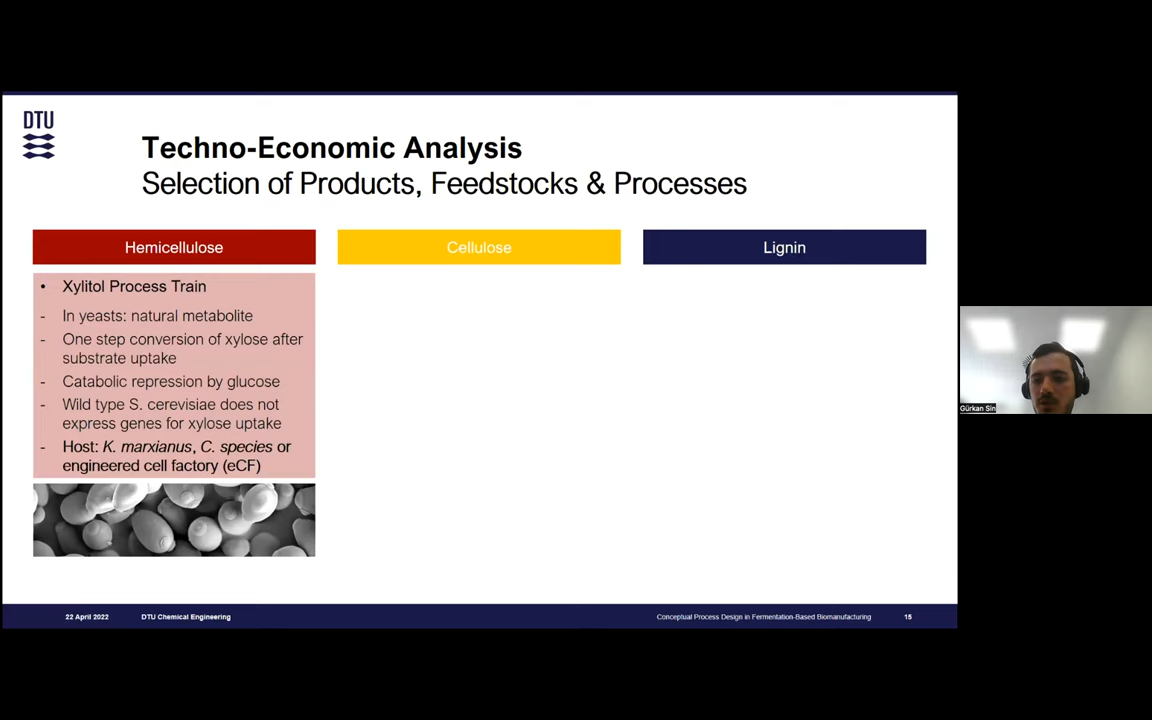 DTU
Techno-Economic Analysis
Selection of Products, Feedstocks & Processes
Hemicellulose
Cellulose
Lignin
• Xylitol Process Train
- In yeasts: natural metabolite
- One step conversion of xylose after
substrate uptake
- Catabolic repression by glucose
- Wild type S. cerevisiae does not
express genes for xylose uptake
- Host: K. marxianus, C. species or
engineered cell factory (eCF)
Gürkan Sin
22 April 2022
DTU Chemical Engineering
Conceptual Process Design in Fermentation-Based Biomanufacturing
15